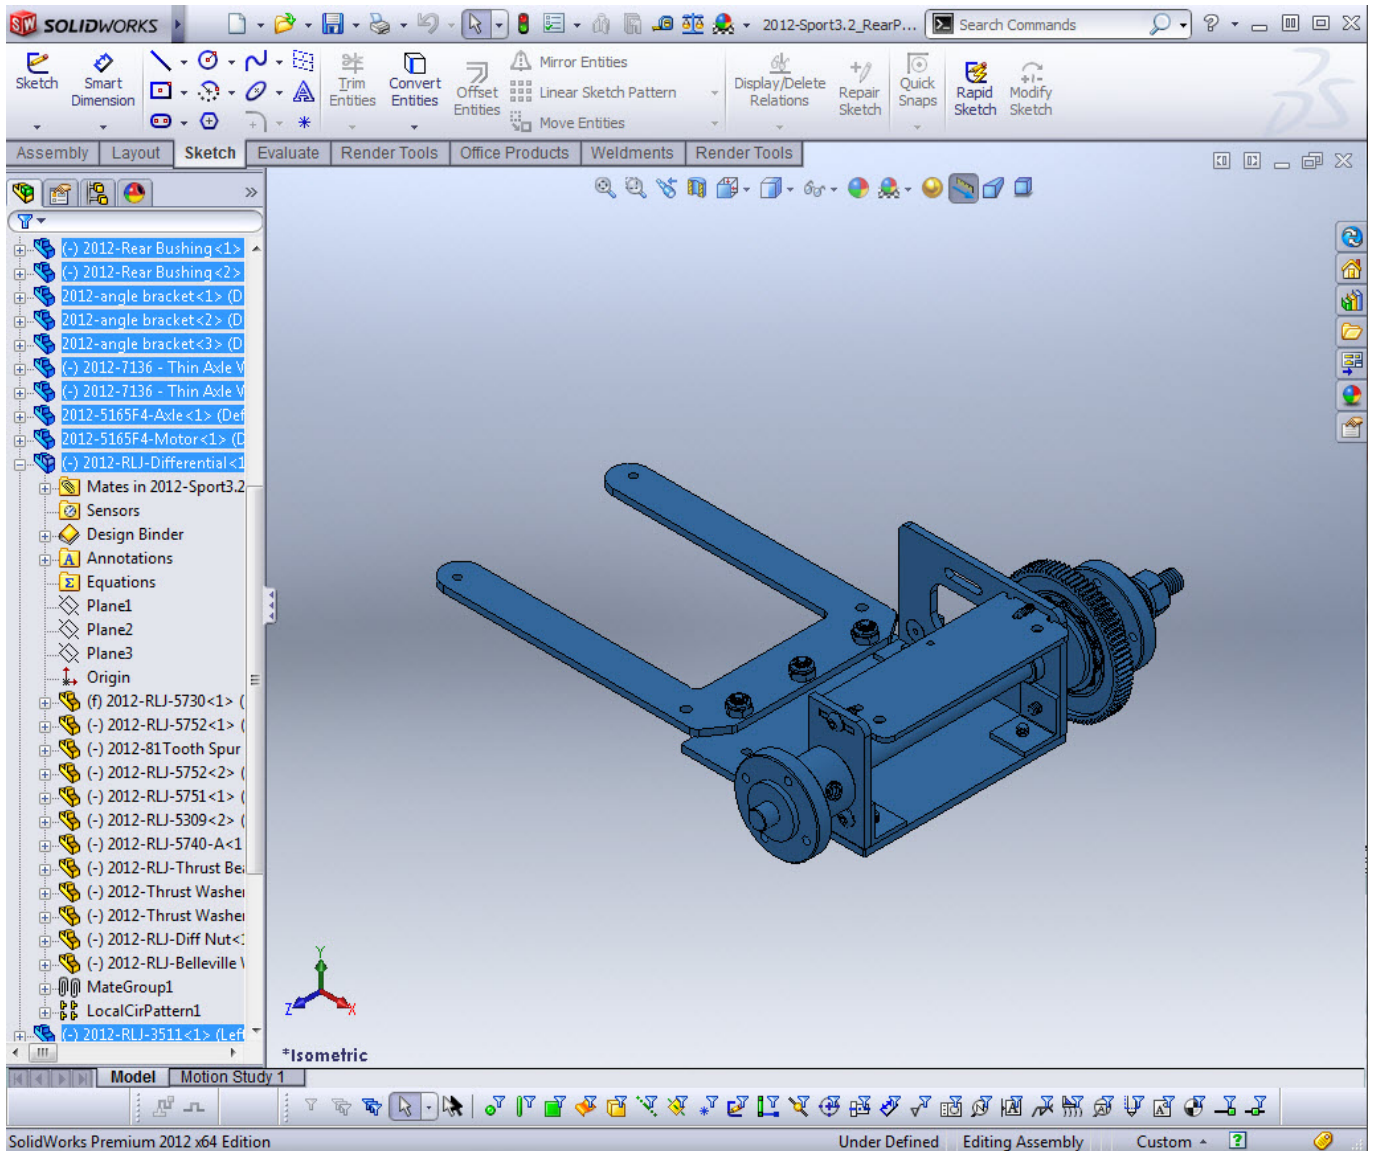 SW SOLIDWORKS
2012-Sport3.2_RearP...
Search Commands
Sketch
Smart
Dimension
Trim
Entities
Convert
Entities
Offset
Entities
Mirror Entities
Linear Sketch Pattern
Move Entities
Display/Delete
Relations
Repair
Sketch
Quick
Snaps
Rapid
Sketch
Modify
Sketch
Assembly Layout Sketch Evaluate Render Tools Office Products Weldments Render Tools
(-) 2012-Rear Bushing<1>
(-) 2012-Rear Bushing<2>
2012-angle bracket<1> (D
2012-angle bracket<2> (D
2012-angle bracket<3> (D
(-) 2012-7136 - Thin Axle W
(-) 2012-7136 - Thin Axle W
2012-5165F4-Axle<1> (Def
2012-5165F4-Motor<1> (D
(-) 2012-RLJ-Differential<1
Mates in 2012-Sport3.2
Sensors
Design Binder
Annotations
Equations
Plane1
Plane2
Plane3
Origin
(f) 2012-RLJ-5730<1> (
(-) 2012-RLJ-5752<1> (
(-) 2012-81Tooth Spur
(-) 2012-RLJ-5752<2> (
(-) 2012-RLJ-5751<1> (
(-) 2012-RLJ-5309<2> (
(-) 2012-RLJ-5740-A<1
(-) 2012-RLJ-Thrust Bea
(-) 2012-Thrust Washer
(-) 2012-Thrust Washer
(-) 2012-RLJ-Diff Nut<1
(-) 2012-RLJ-Belleville W
MateGroup1
LocalCirPattern1
(-) 2012-RLJ-3511<1> (Left
Y
Z
X
*Isometric
Model Motion Study 1
SolidWorks Premium 2012 x64 Edition
Under Defined Editing Assembly Custom